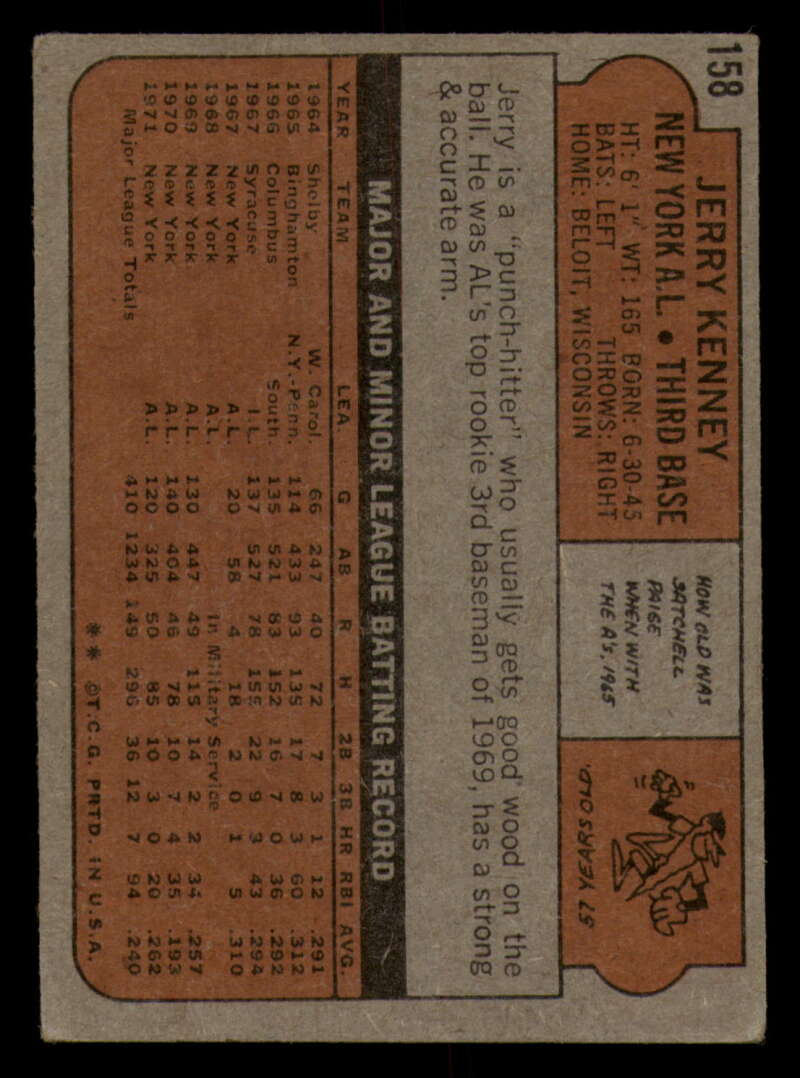 158
JERRY KENNEY
NEW YORK A.L. • THIRD BASE
HT: 6' 1" WT: 165 BORN: 6-30-45
BATS: LEFT THROWS: RIGHT
HOME: BELOIT, WISCONSIN
HOW OLD WAS
SATCHELL
PAIGE
WHEN WITH
THE A'S, 1965
57 YEARS OLD.
Jerry is a "punch-hitter" who usually gets good wood on the
ball. He was AL's top rookie 3rd baseman of 1969, has a strong
& accurate arm.
MAJOR AND MINOR LEAGUE BATTING RECORD
YEAR TEAM LEA. G AB R H 2B 3B HR RBI AVG.
1964 Shelby W. Carol. 66 247 40 72 7 3 1 12 .291
1965 Binghamton N.Y.-Penn. 114 433 93 135 17 8 3 60 .312
1966 Columbus South. 135 521 83 152 16 7 0 36 .292
1967 Syracuse I.L. 137 527 78 155 22 9 3 43 .294
1967 New York A.L. 20 58 4 18 2 0 1 5 .310
1968 New York A.L. In Military Service
1969 New York A.L. 130 447 49 115 14 2 2 34 .257
1970 New York A.L. 140 404 46 78 10 7 4 35 .193
1971 New York A.L. 120 325 50 85 10 3 0 20 .262
Major League Totals 410 1234 149 296 36 12 7 94 .240
** ©T.C.G. PRTD. IN U.S.A.